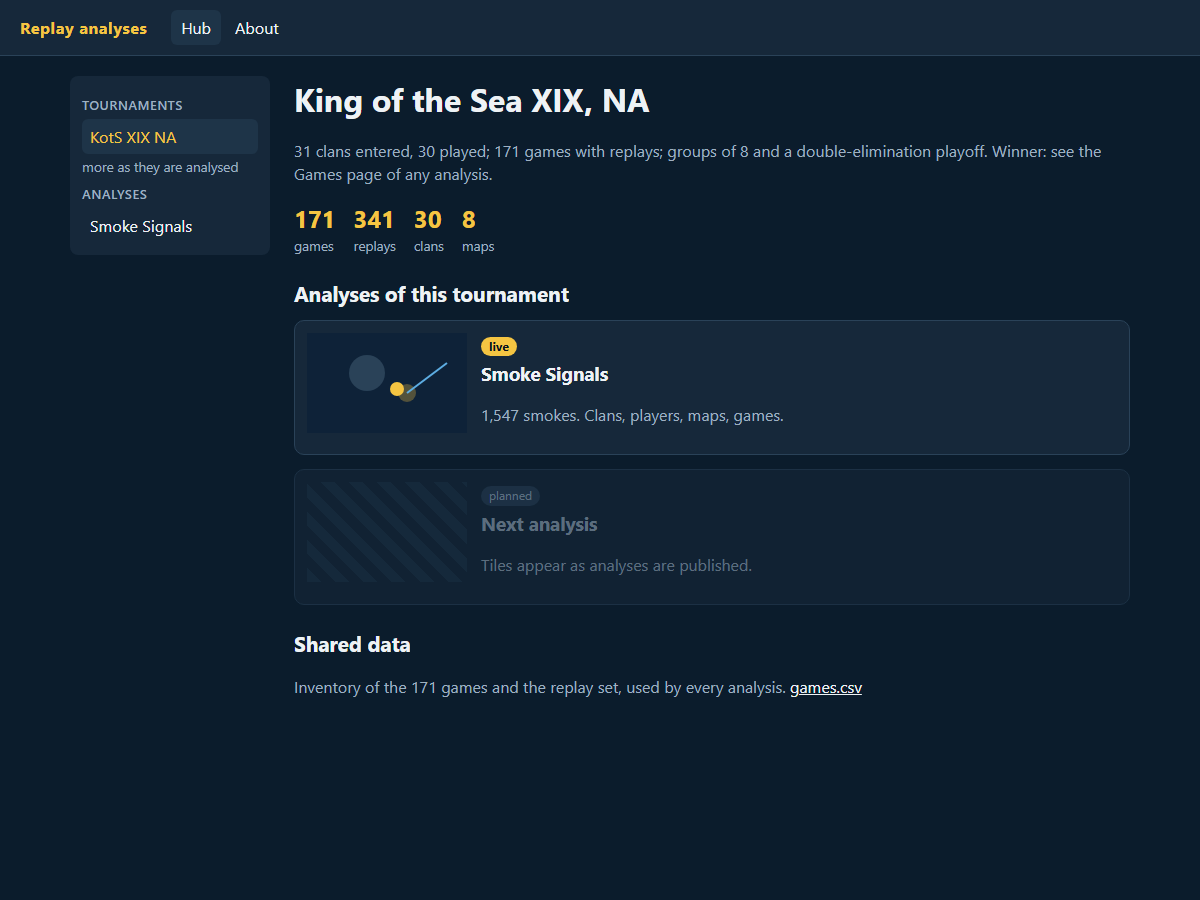 Replay analyses
Hub
About
TOURNAMENTS
KotS XIX NA
more as they are analysed
ANALYSES
Smoke Signals
King of the Sea XIX, NA
31 clans entered, 30 played; 171 games with replays; groups of 8 and a double-elimination playoff. Winner: see the
Games page of any analysis.
171 341 30 8
games replays clans maps
Analyses of this tournament
live
Smoke Signals
1,547 smokes. Clans, players, maps, games.
planned
Next analysis
Tiles appear as analyses are published.
Shared data
Inventory of the 171 games and the replay set, used by every analysis. games.csv